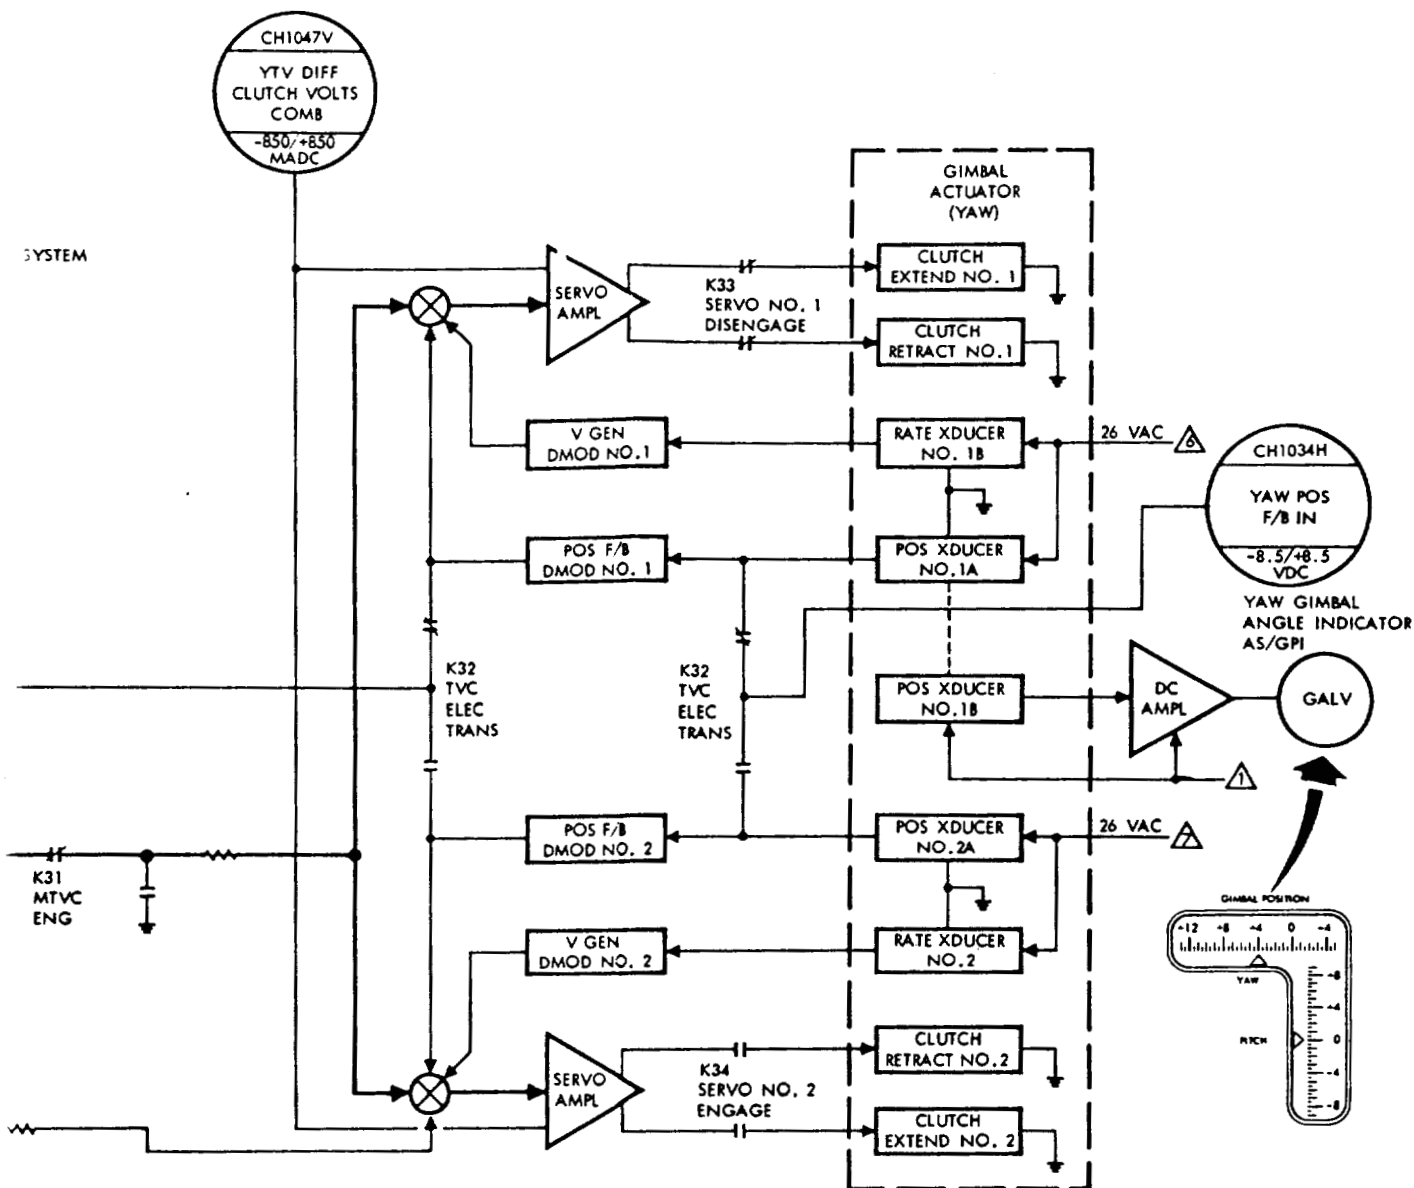 CH1047V
YTV DIFF
CLUTCH VOLTS
COMB
-850/+850
MADC
SYSTEM
GIMBAL
ACTUATOR
(YAW)
SERVO
AMPL
K33
SERVO NO. 1
DISENGAGE
CLUTCH
EXTEND NO. 1
CLUTCH
RETRACT NO.1
V GEN
DMOD NO.1
RATE XDUCER
NO. 1B
26 VAC
6
CH1034H
YAW POS
F/B IN
-8.5/+8.5
VDC
POS F/B
DMOD NO. 1
POS XDUCER
NO.1A
YAW GIMBAL
ANGLE INDICATOR
AS/GPI
K32
TVC
ELEC
TRANS
K32
TVC
ELEC
TRANS
POS XDUCER
NO.1B
DC
AMPL
GALV
1
POS F/B
DMOD NO. 2
POS XDUCER
NO.2A
26 VAC
7
K31
MTVC
ENG
V GEN
DMOD NO. 2
RATE XDUCER
NO.2
GIMBAL POSITION
+12 +8 +4 0 -4
YAW
+8
+4
PITCH
0
-4
-8
SERVO
AMPL
K34
SERVO NO. 2
ENGAGE
CLUTCH
RETRACT NO.2
CLUTCH
EXTEND NO. 2